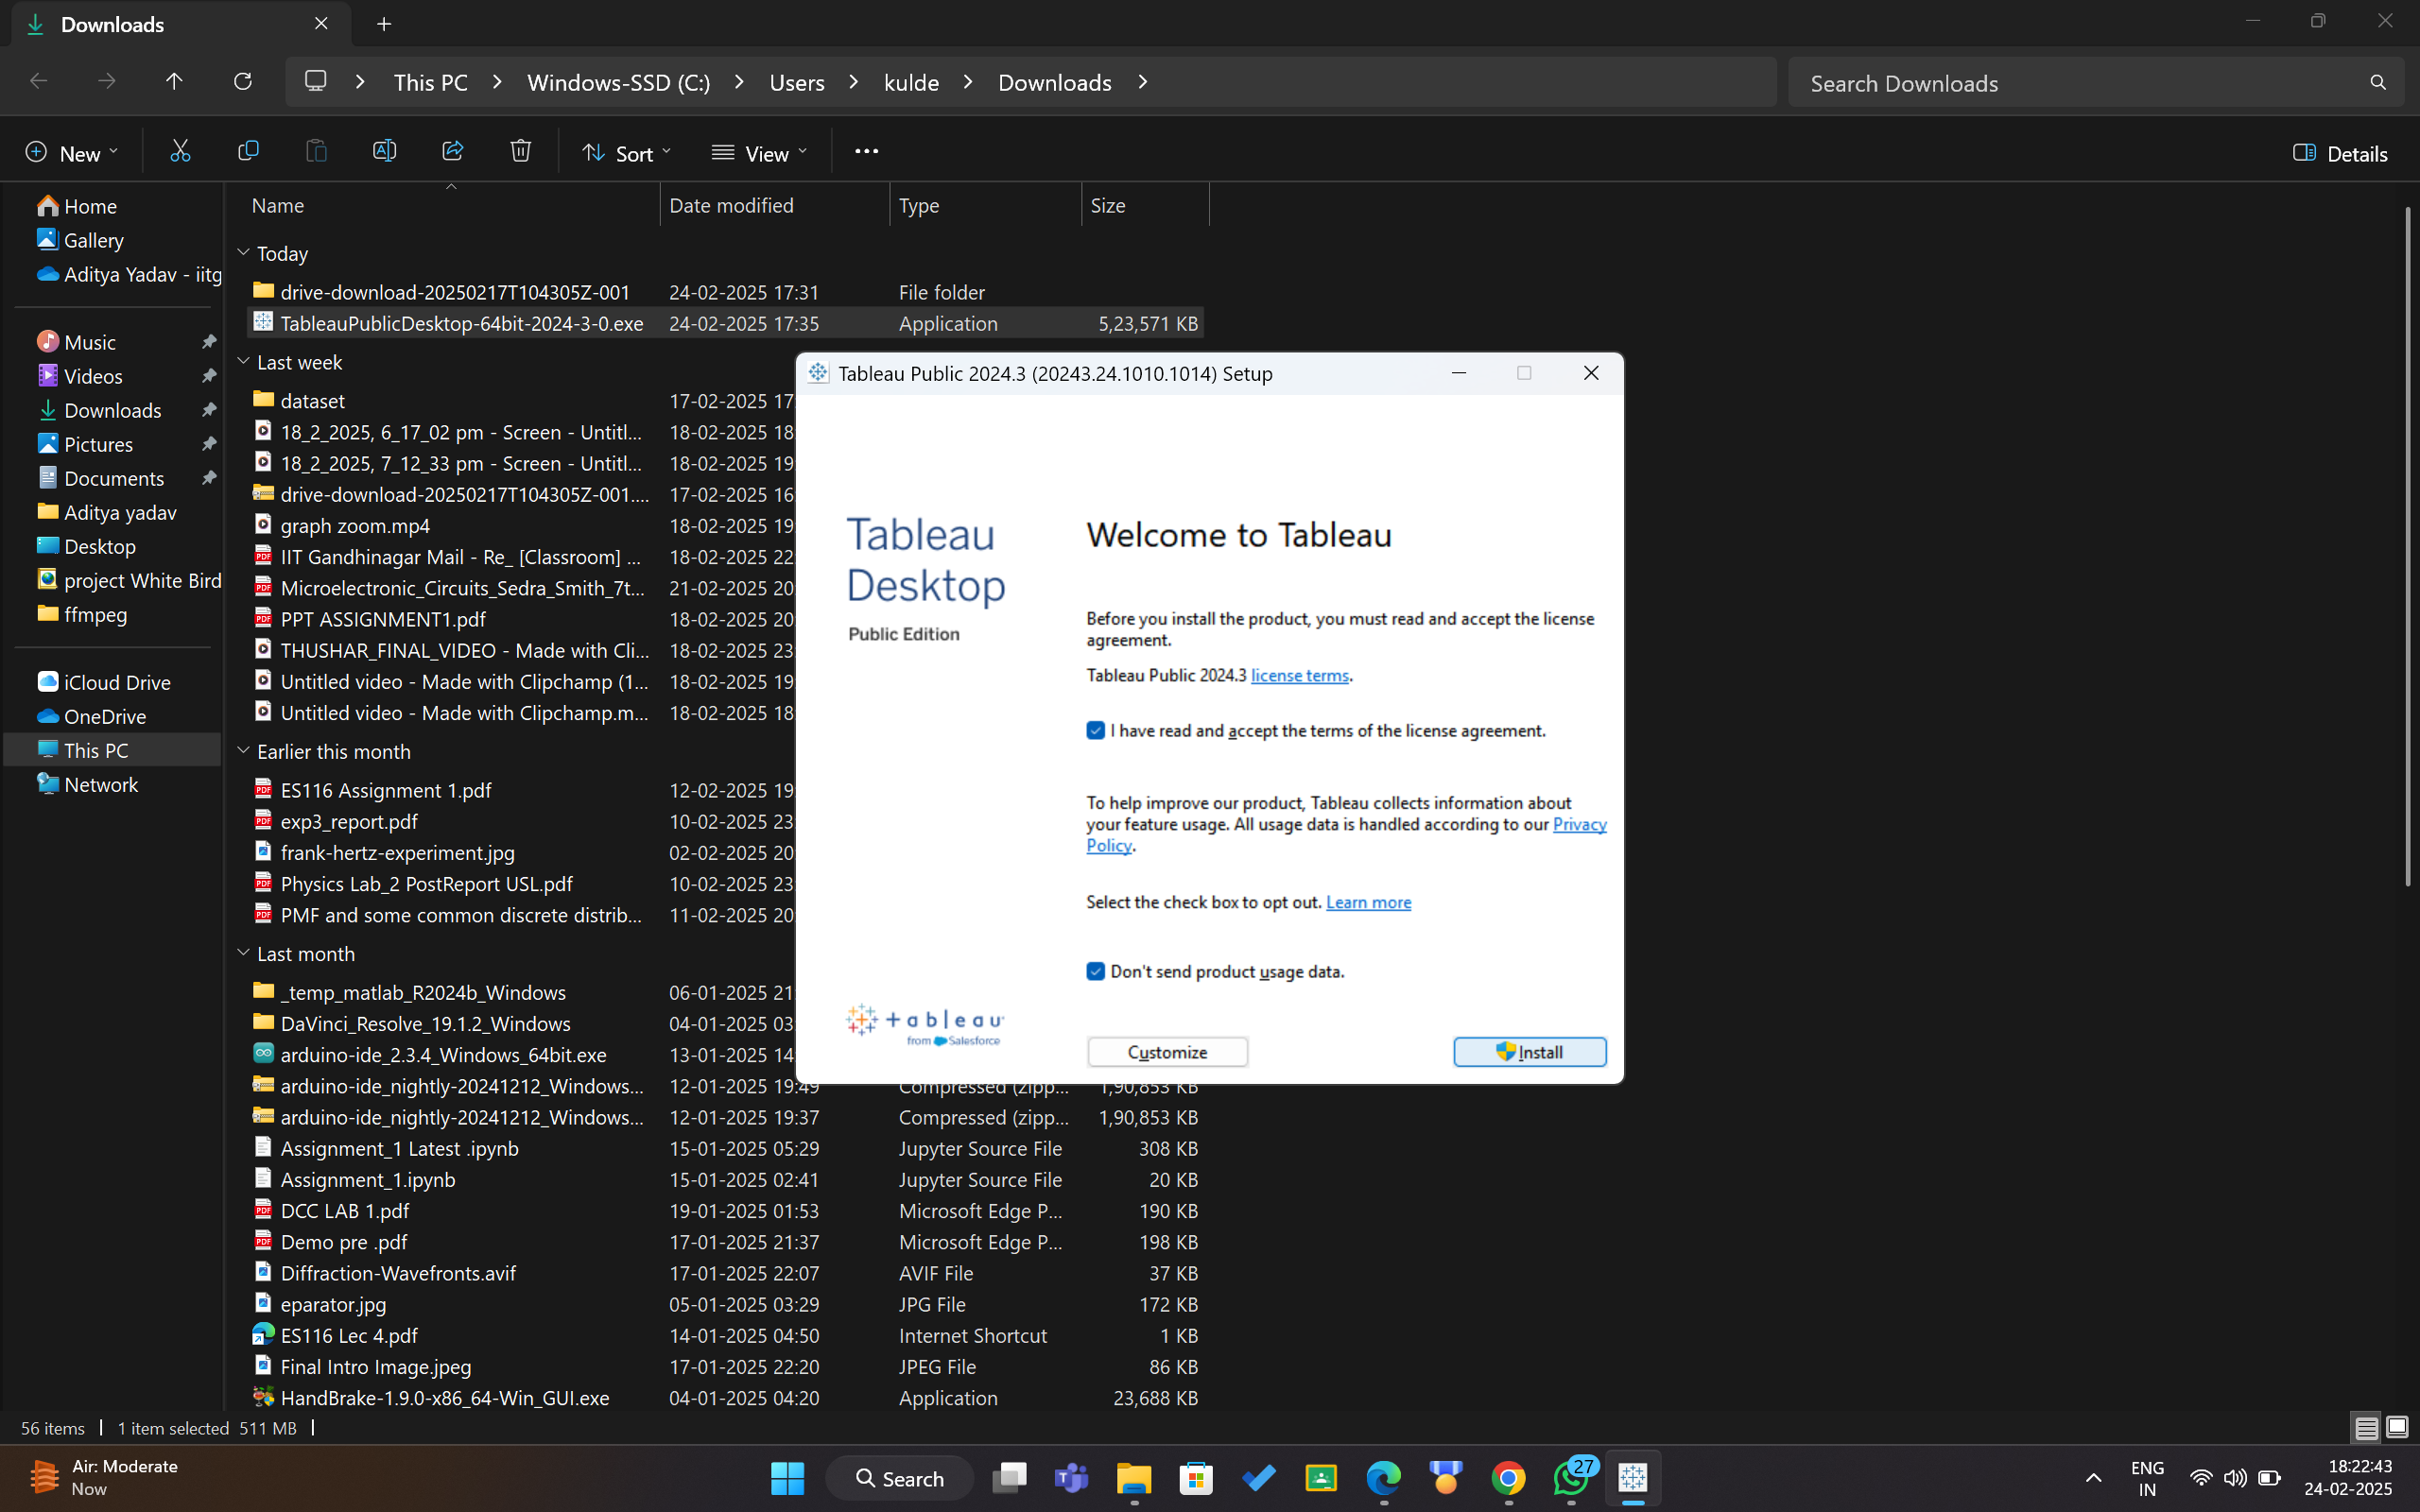 Downloads
This PC
Windows-SSD (C:)
Users
kulde
Downloads
Search Downloads
New
Sort
View
Details
Home
Gallery
Aditya Yadav - iitg
Music
Videos
Downloads
Pictures
Documents
Aditya yadav
Desktop
project White Bird
ffmpeg
iCloud Drive
OneDrive
This PC
Network
Name Date modified Type Size
Today
drive-download-20250217T104305Z-001 24-02-2025 17:31 File folder
TableauPublicDesktop-64bit-2024-3-0.exe 24-02-2025 17:35 Application 5,23,571 KB
Last week
dataset 17-02-2025 17
18_2_2025, 6_17_02 pm - Screen - Untitl... 18-02-2025 18
18_2_2025, 7_12_33 pm - Screen - Untitl... 18-02-2025 19
drive-download-20250217T104305Z-001.... 17-02-2025 16
graph zoom.mp4 18-02-2025 19
IIT Gandhinagar Mail - Re_ [Classroom] ... 18-02-2025 22
Microelectronic_Circuits_Sedra_Smith_7t... 21-02-2025 20
PPT ASSIGNMENT1.pdf 18-02-2025 20
THUSHAR_FINAL_VIDEO - Made with Cli... 18-02-2025 23
Untitled video - Made with Clipchamp (1... 18-02-2025 19
Untitled video - Made with Clipchamp.m... 18-02-2025 18
Earlier this month
ES116 Assignment 1.pdf 12-02-2025 19
exp3_report.pdf 10-02-2025 23
frank-hertz-experiment.jpg 02-02-2025 20
Physics Lab_2 PostReport USL.pdf 10-02-2025 23
PMF and some common discrete distrib... 11-02-2025 20
Last month
_temp_matlab_R2024b_Windows 06-01-2025 21
DaVinci_Resolve_19.1.2_Windows 04-01-2025 03
arduino-ide_2.3.4_Windows_64bit.exe 13-01-2025 14
arduino-ide_nightly-20241212_Windows... 12-01-2025 19:49 Compressed (zipp... 1,90,853 KB
arduino-ide_nightly-20241212_Windows... 12-01-2025 19:37 Compressed (zipp... 1,90,853 KB
Assignment_1 Latest .ipynb 15-01-2025 05:29 Jupyter Source File 308 KB
Assignment_1.ipynb 15-01-2025 02:41 Jupyter Source File 20 KB
DCC LAB 1.pdf 19-01-2025 01:53 Microsoft Edge P... 190 KB
Demo pre .pdf 17-01-2025 21:37 Microsoft Edge P... 198 KB
Diffraction-Wavefronts.avif 17-01-2025 22:07 AVIF File 37 KB
eparator.jpg 05-01-2025 03:29 JPG File 172 KB
ES116 Lec 4.pdf 14-01-2025 04:50 Internet Shortcut 1 KB
Final Intro Image.jpeg 17-01-2025 22:20 JPEG File 86 KB
HandBrake-1.9.0-x86_64-Win_GUI.exe 04-01-2025 04:20 Application 23,688 KB
Tableau Public 2024.3 (20243.24.1010.1014) Setup
Tableau
Desktop
Public Edition
Welcome to Tableau
Before you install the product, you must read and accept the license
agreement.
Tableau Public 2024.3 license terms.
I have read and accept the terms of the license agreement.
To help improve our product, Tableau collects information about
your feature usage. All usage data is handled according to our Privacy
Policy.
Select the check box to opt out. Learn more
Don't send product usage data.
+ableau
from Salesforce
Customize
Install
56 items
1 item selected 511 MB
Air: Moderate
Now
Search
27
ENG
IN
18:22:43
24-02-2025